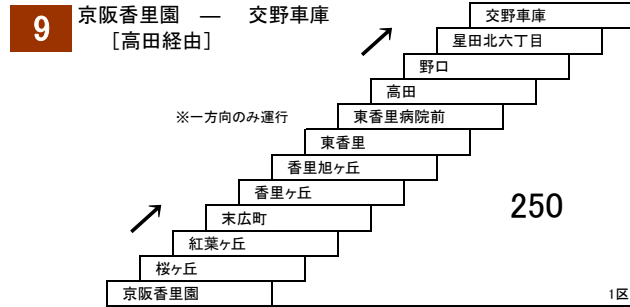 9
京阪香里園 ― 交野車庫
[高田経由]
交野車庫
星田北六丁目
野口
高田
※一方向のみ運行
東香里病院前
東香里
香里旭ヶ丘
香里ヶ丘
250
末広町
紅葉ヶ丘
桜ヶ丘
京阪香里園
1区